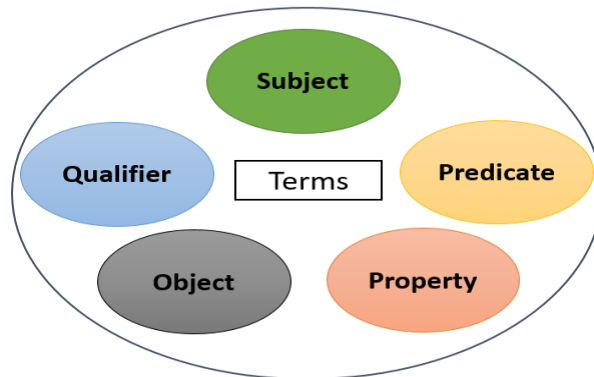 Subject
Qualifier
Terms
Predicate
Object
Property